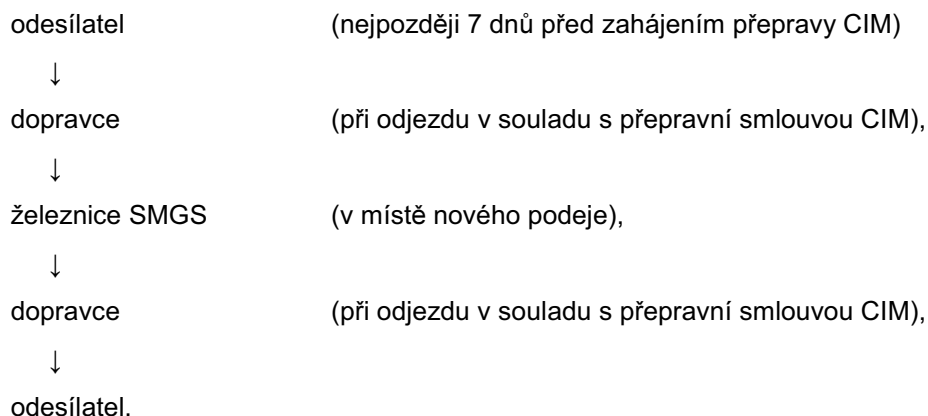 odesílatel (nejpozději 7 dnů před zahájením přepravy CIM)
↓
dopravce (při odjezdu v souladu s přepravní smlouvou CIM),
↓
železnice SMGS (v místě nového podeje),
↓
dopravce (při odjezdu v souladu s přepravní smlouvou CIM),
↓
odesílatel.